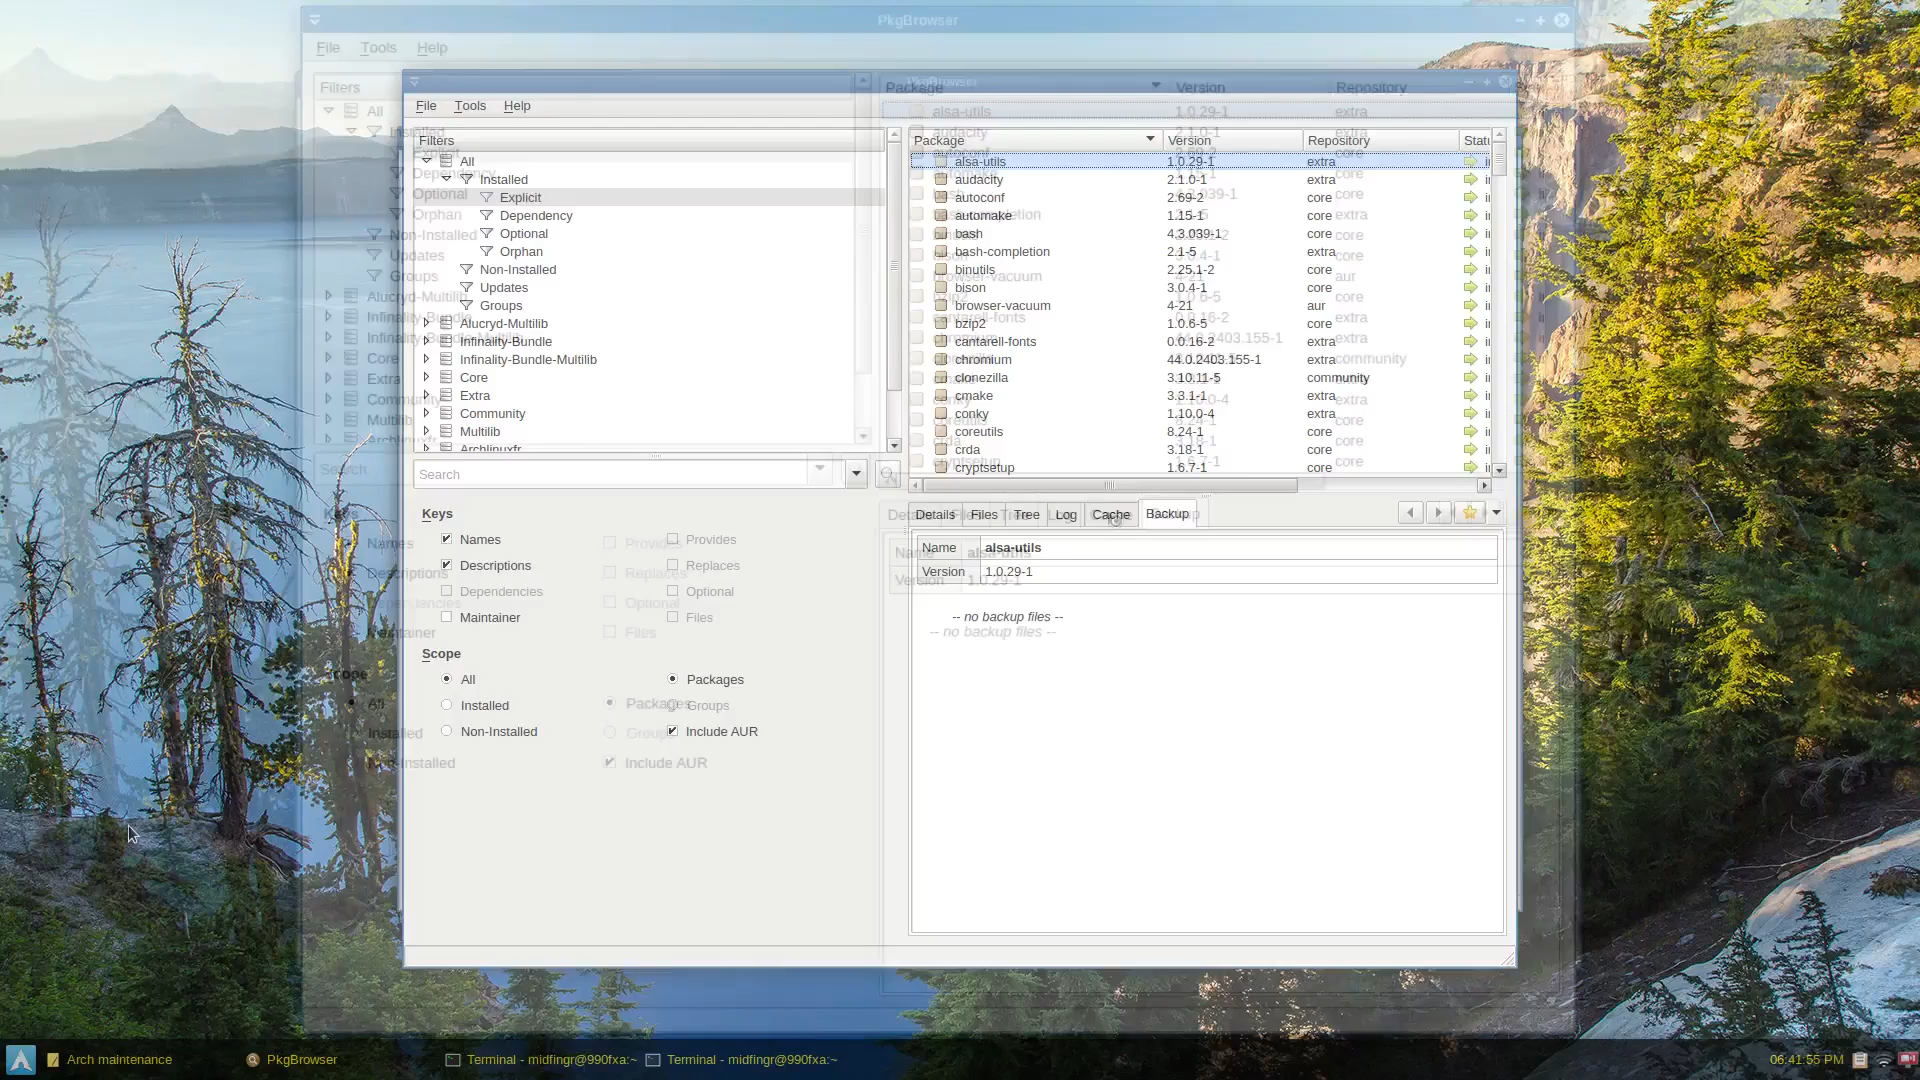 PkgBrowser
File Tools Help
Filters
All
Installed
Explicit
Dependency
Optional
Orphan
Non-Installed
Updates
Groups
Alucryd-Multilib
Infinality-Bundle
Infinality-Bundle-Multilib
Core
Extra
Community
Multilib
Archlinuxfr
Search
Keys
Names Provides
Descriptions Replaces
Dependencies Optional
Maintainer Files
Scope
All Packages
Installed Groups
Non-Installed Include AUR
Package Version Repository Statu
alsa-utils 1.0.29-1 extra
audacity 2.1.0-1 extra
autoconf 2.69-2 core
automake 1.15-1 core
bash 4.3.039-1 core
bash-completion 2.1-5 extra
binutils 2.25.1-2 core
bison 3.0.4-1 core
browser-vacuum 4-21 aur
bzip2 1.0.6-5 core
cantarell-fonts 0.0.16-2 extra
chromium 44.0.2403.155-1 extra
clonezilla 3.10.11-5 community
cmake 3.3.1-1 extra
conky 1.10.0-4 extra
coreutils 8.24-1 core
crda 3.18-1 core
cryptsetup 1.6.7-1 core
Details Files Tree Log Cache Backup
Name alsa-utils
Version 1.0.29-1
-- no backup files --
-- no backup files --
Arch maintenance PkgBrowser Terminal - midfingr@990fxa:~ Terminal - midfingr@990fxa:~ 06:41:55 PM